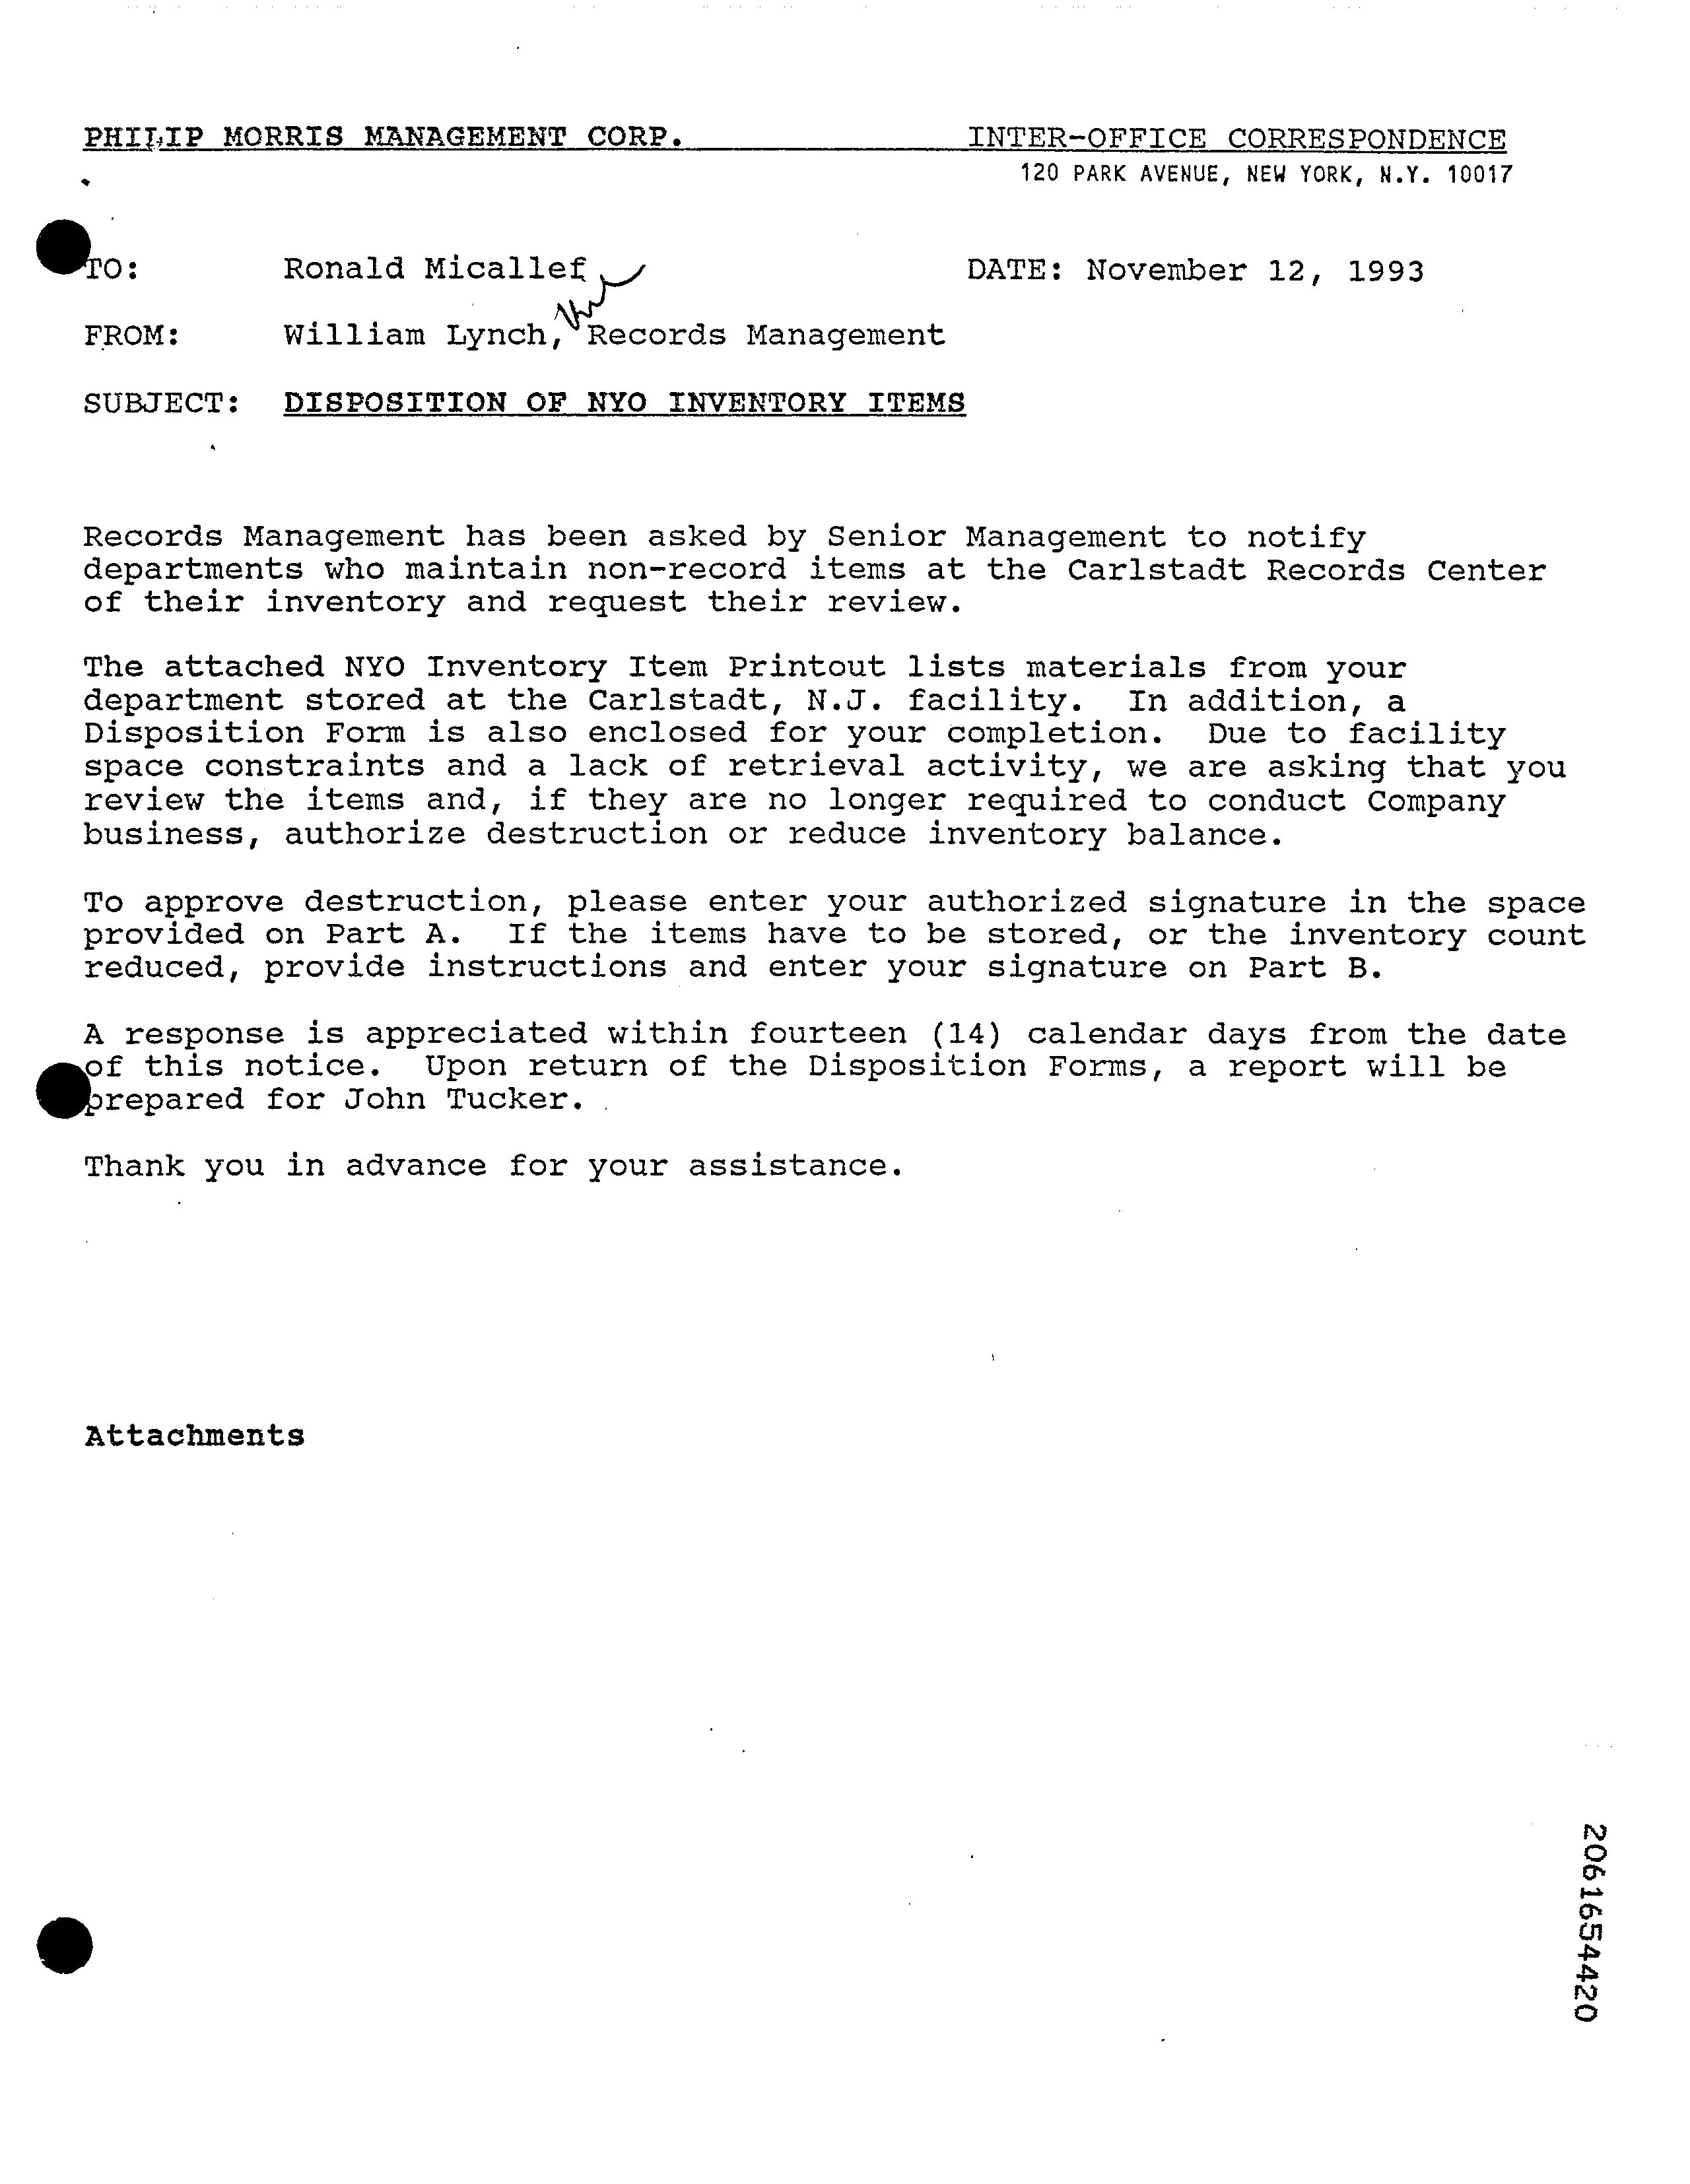 PHILIP MORRIS MANAGEMENT CORP. INTER-OFFICE CORRESPONDENCE
120 PARK AVENUE, NEW YORK, N.Y. 10017
TO: Ronald Micallef DATE: November 12, 1993
FROM: William Lynch, Records Management
SUBJECT: DISPOSITION OF NYO INVENTORY ITEMS
Records Management has been asked by Senior Management to notify
departments who maintain non-record items at the Carlstadt Records Center
of their inventory and request their review.
The attached NYO Inventory Item Printout lists materials from your
department stored at the Carlstadt, N.J. facility. In addition, a
Disposition Form is also enclosed for your completion. Due to facility
space constraints and a lack of retrieval activity, we are asking that you
review the items and, if they are no longer required to conduct Company
business, authorize destruction or reduce inventory balance.
To approve destruction, please enter your authorized signature in the space
provided on Part A. If the items have to be stored, or the inventory count
reduced, provide instructions and enter your signature on Part B.
A response is appreciated within fourteen (14) calendar days from the date
of this notice. Upon return of the Disposition Forms, a report will be
prepared for John Tucker.
Thank you in advance for your assistance.
Attachments
2061654420